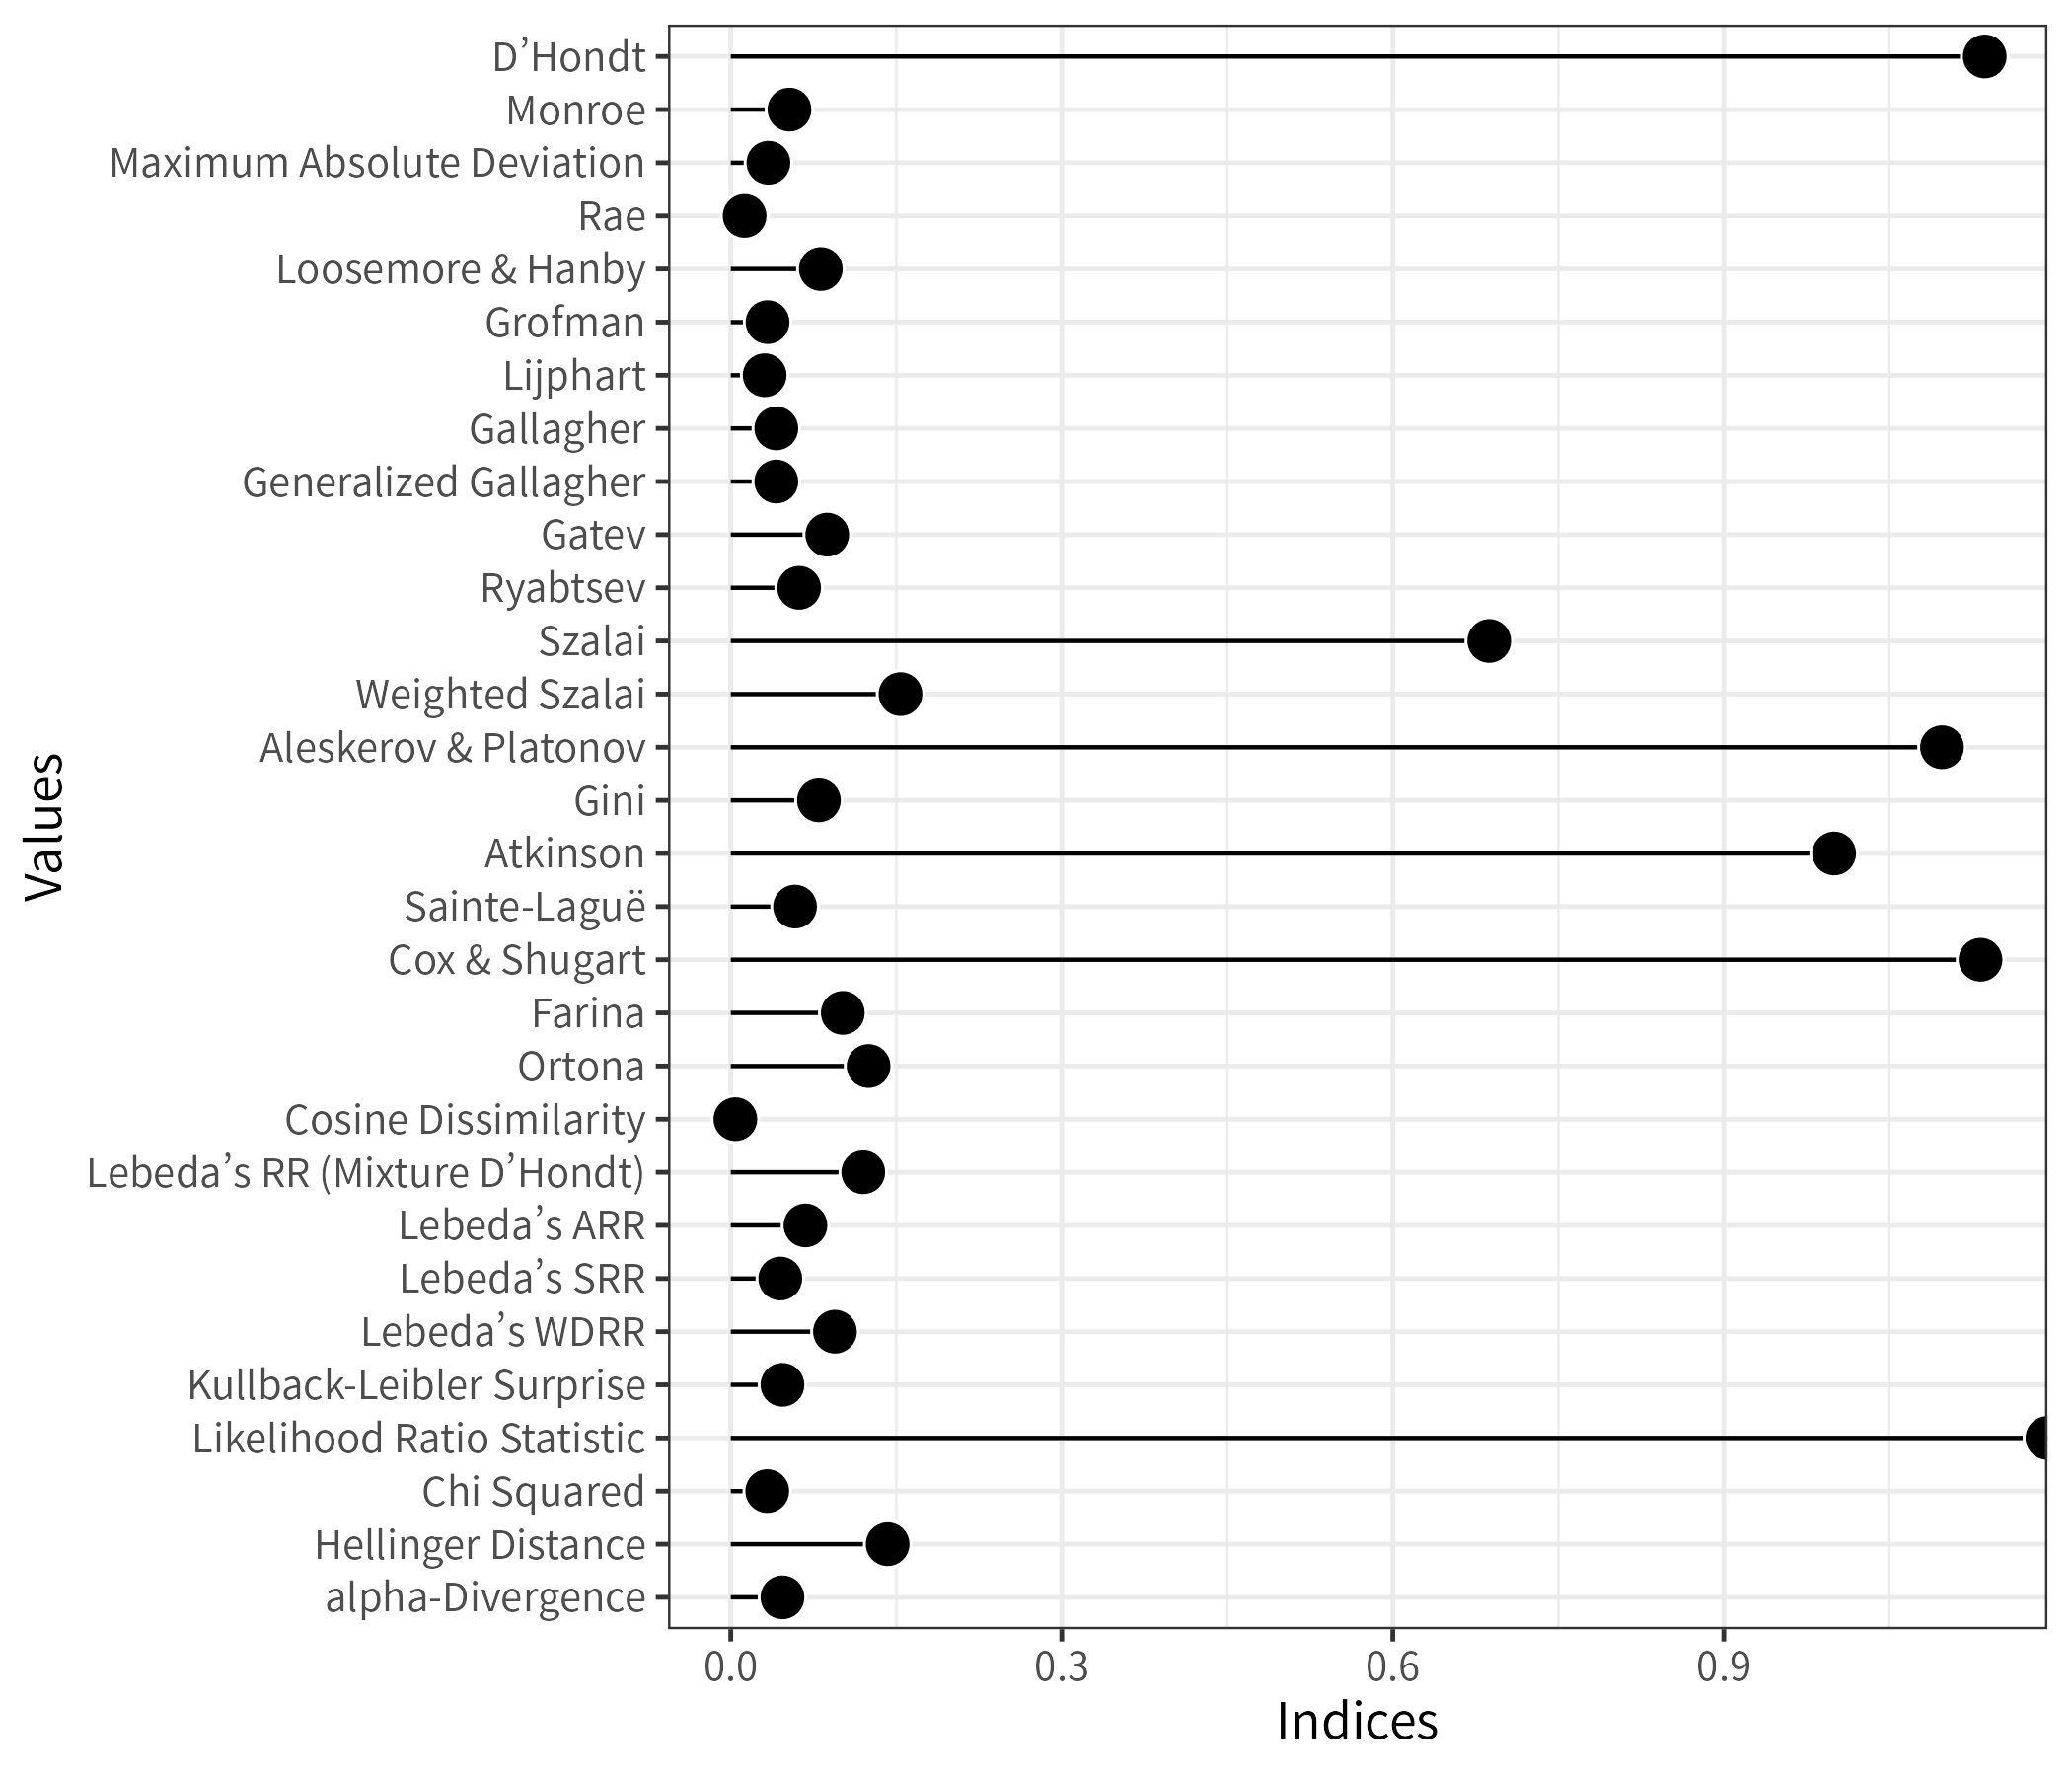 D’Hondt
Monroe
Maximum Absolute Deviation
Rae
Loosemore & Hanby
Grofman
Lijphart
Gallagher
Generalized Gallagher
Gatev
Ryabtsev
Szalai
Weighted Szalai
Aleskerov & Platonov
Gini
Atkinson
Sainte-Laguë
Cox & Shugart
Farina
Ortona
Cosine Dissimilarity
Lebeda’s RR (Mixture D’Hondt)
Lebeda’s ARR
Lebeda’s SRR
Lebeda’s WDRR
Kullback-Leibler Surprise
Likelihood Ratio Statistic
Chi Squared
Hellinger Distance
alpha-Divergence
Values
0.0 0.3 0.6 0.9
Indices